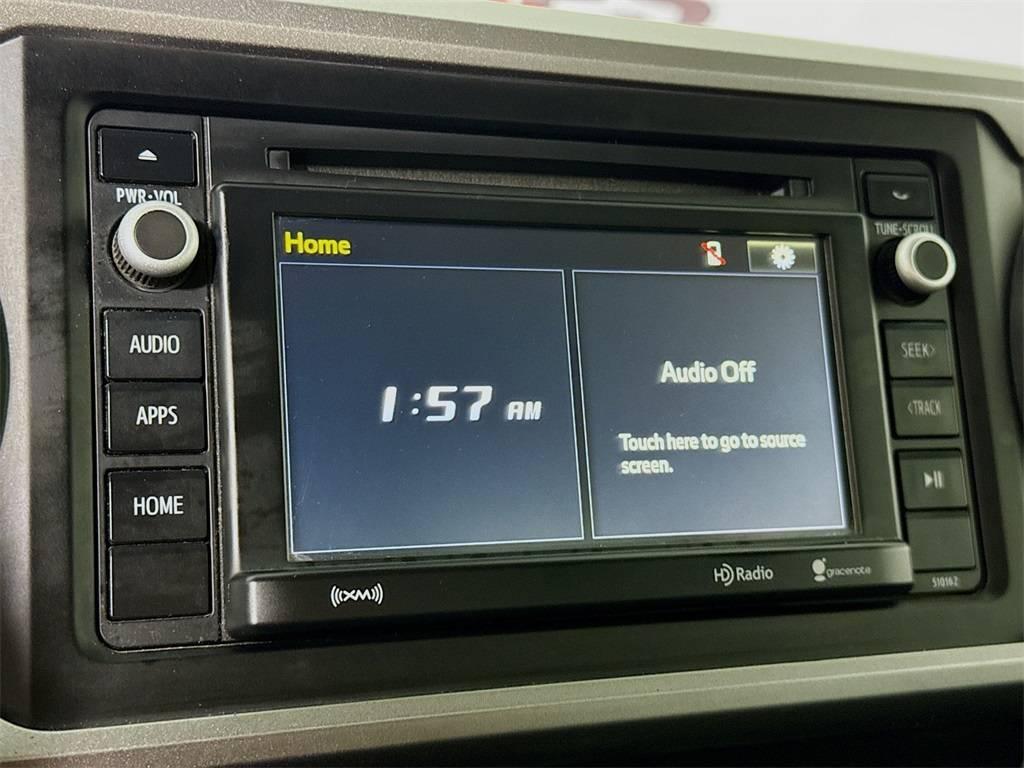 PWR•VOL
AUDIO
APPS
HOME
Home
1:57 AM
Audio Off
Touch here to go to source
screen.
TUNE•SCROLL
SEEK>
<TRACK
((XM))
HD Radio
gracenote
51016Z